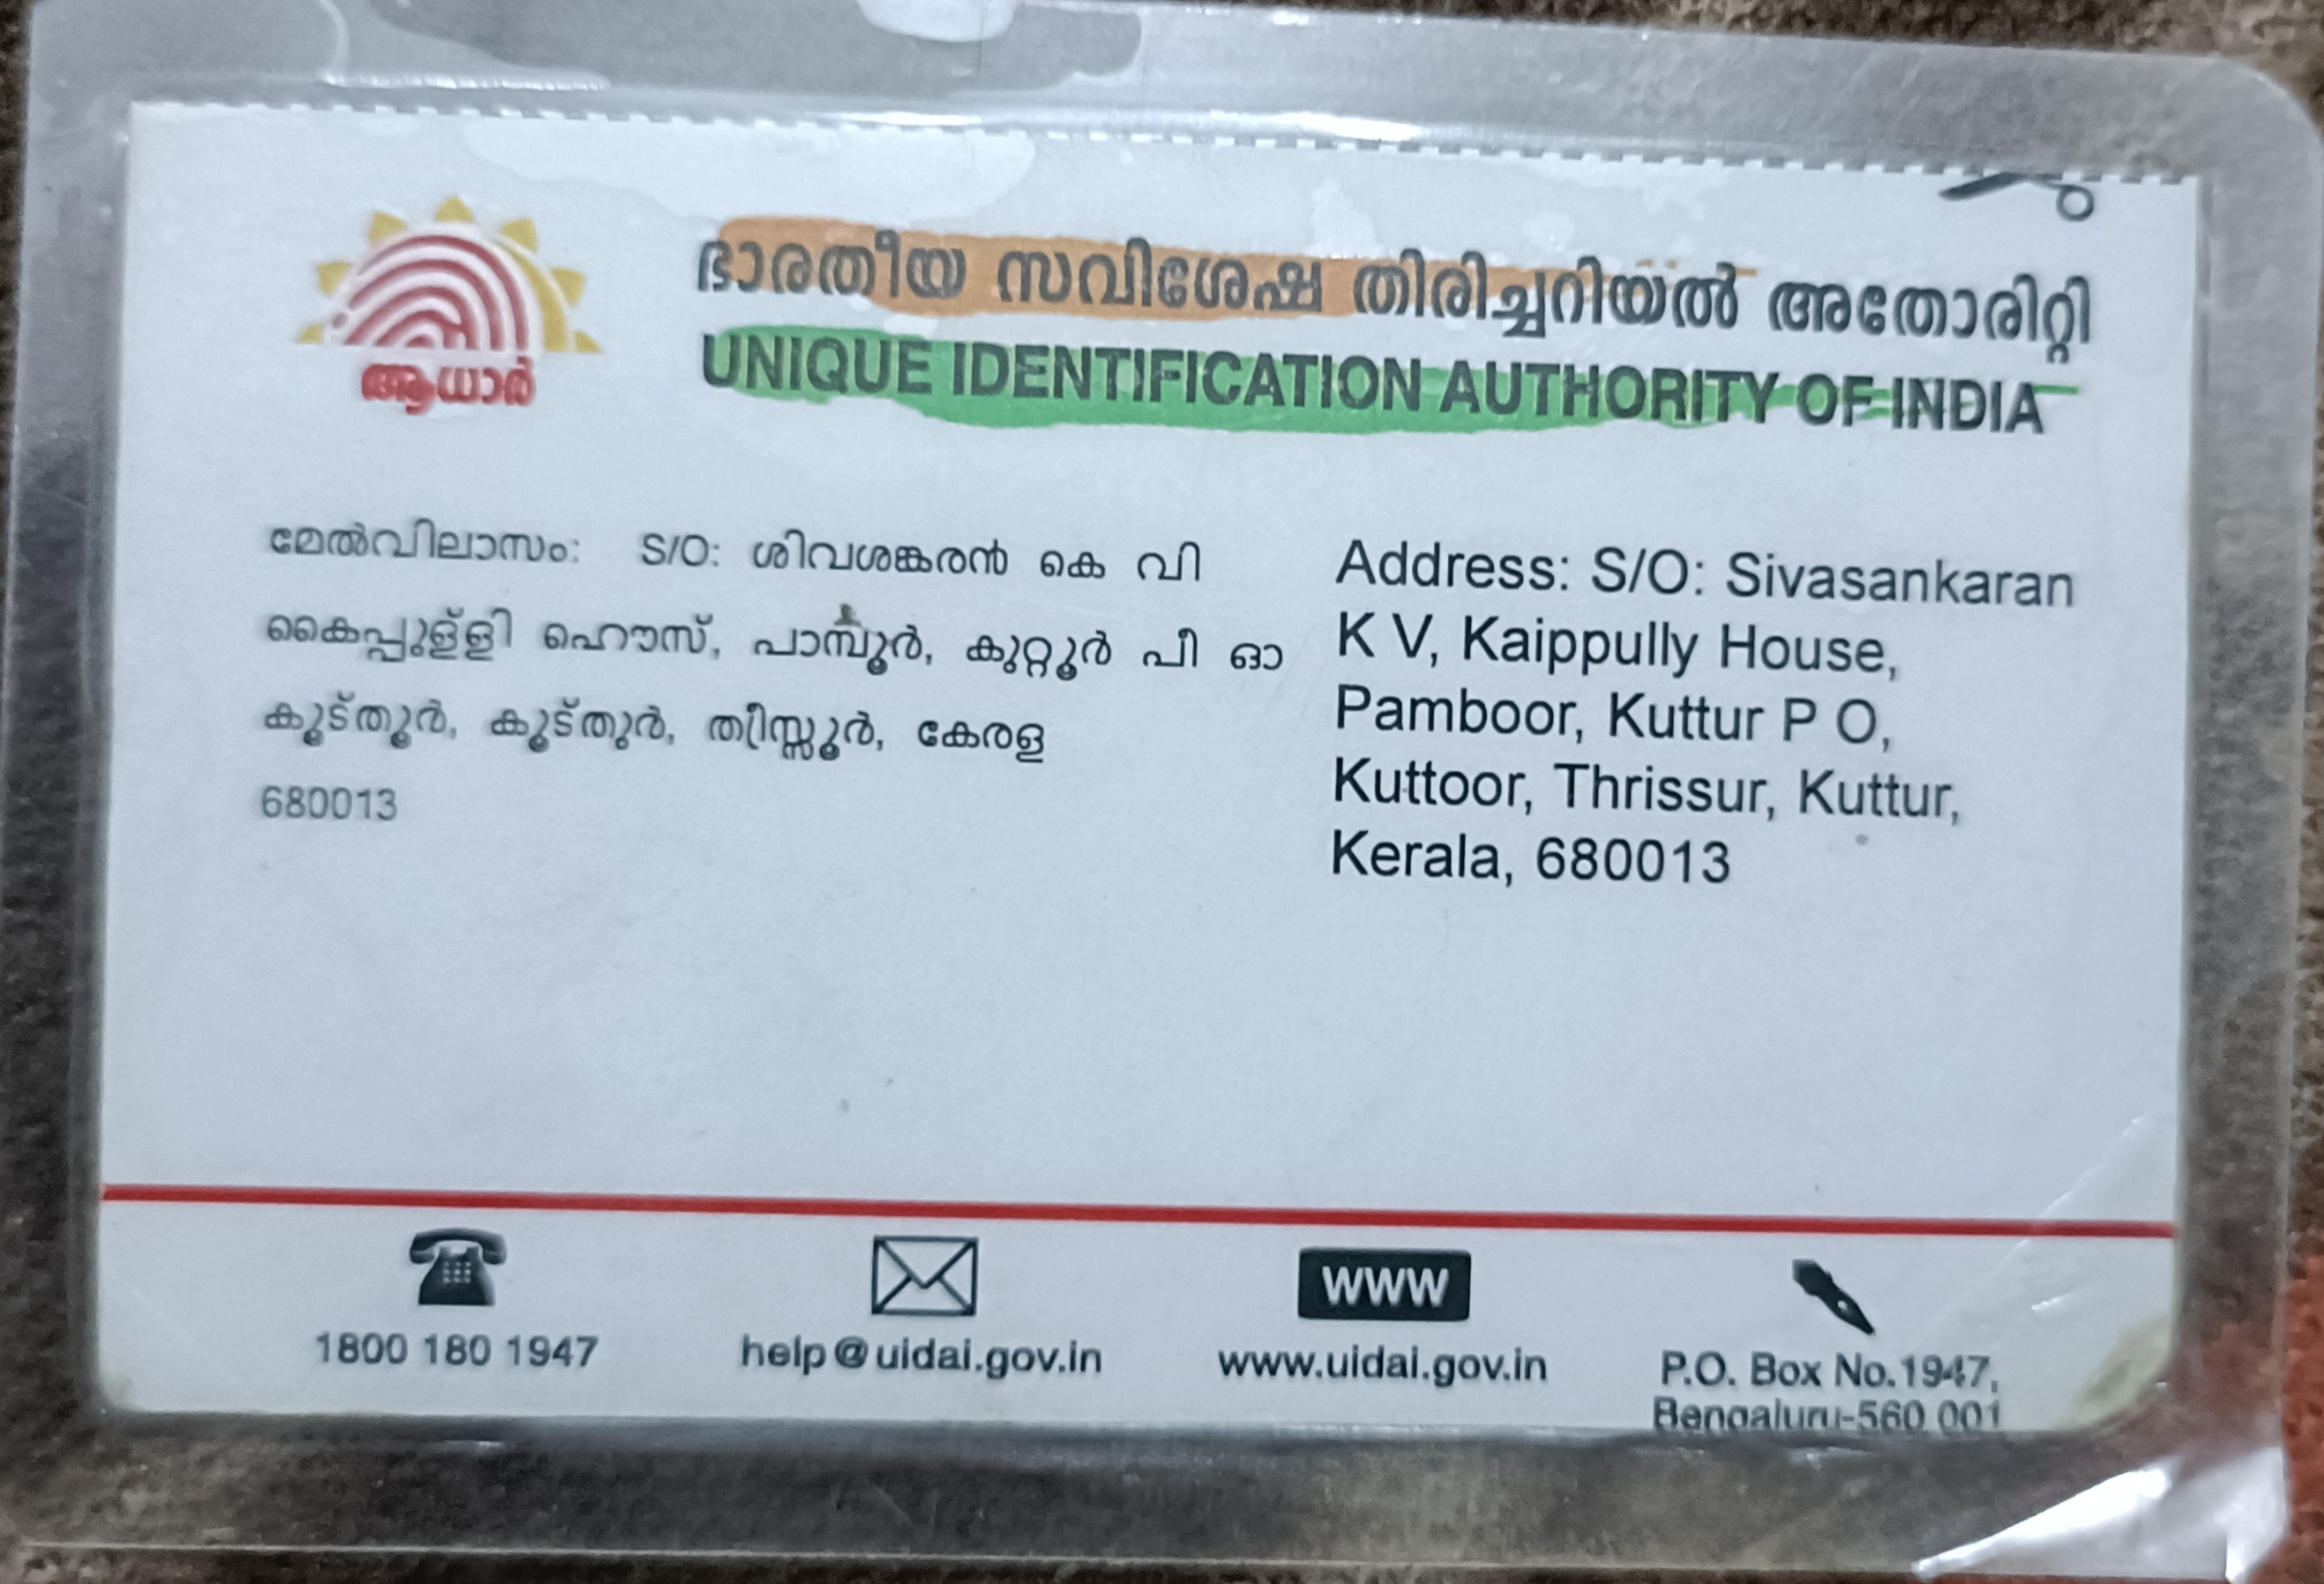 ഭാരതീയ സവിശേഷ തിരിച്ചറിയൽ അതോരിറ്റി
UNIQUE IDENTIFICATION AUTHORITY OF INDIA
ആധാർ
മേൽവിലാസം: S/O: ശിവശങ്കരൻ കെ വി
കൈപ്പുള്ളി ഹൌസ്, പാമ്പൂർ, കുറ്റൂർ പീ ഓ
കൂട്തൂർ, കൂട്തുർ, ത്രിസ്സൂർ, കേരള
680013
Address: S/O: Sivasankaran
K V, Kaippully House,
Pamboor, Kuttur P O,
Kuttoor, Thrissur, Kuttur,
Kerala, 680013
WWW
1800 180 1947
help@uidai.gov.in
www.uidai.gov.in
P.O. Box No.1947,
Bengaluru-560 001